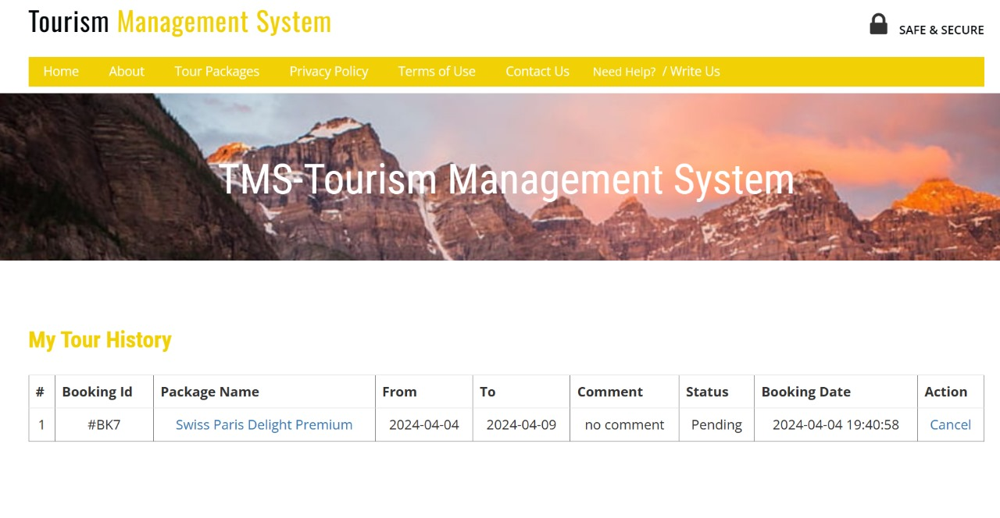 Tourism Management System
SAFE & SECURE
Home About Tour Packages Privacy Policy Terms of Use Contact Us Need Help? / Write Us
TMS-Tourism Management System
My Tour History
# Booking Id Package Name From To Comment Status Booking Date Action
1 #BK7 Swiss Paris Delight Premium 2024-04-04 2024-04-09 no comment Pending 2024-04-04 19:40:58 Cancel